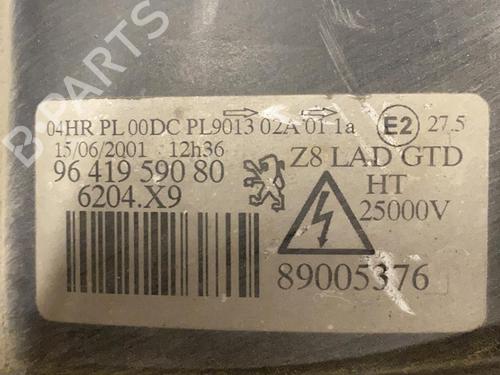 04HR PL 00DC PL9013 02A 01 1a E2 27.5
15/06/2001 12h36 Z8 LAD GTD
96 419 590 80 HT
6204.X9 25000V
89005376
B-PARTS